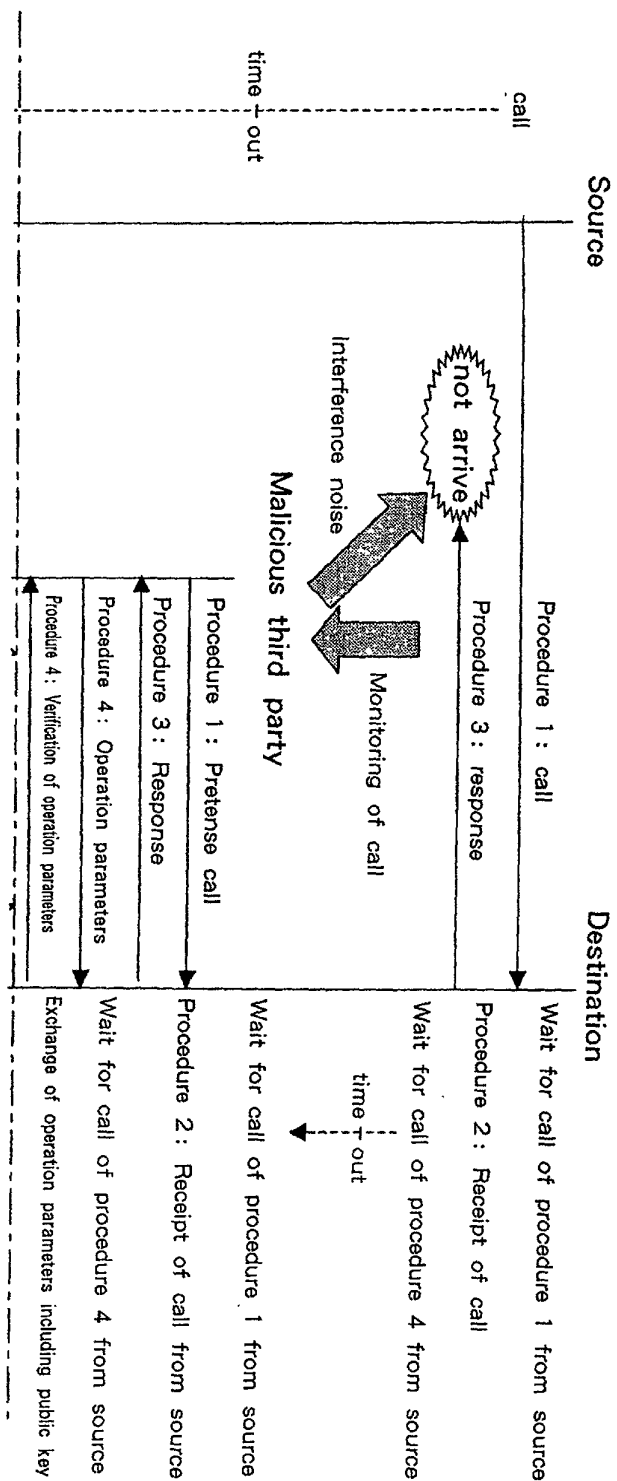 Source
Destination
call
time - out
Procedure 1 : call
Wait for call of procedure 1 from source
Procedure 2 : Receipt of call
not arrive
Procedure 3 : response
Wait for call of procedure 4 from source
Monitoring of call
Interference noise
time - out
Malicious third party
Wait for call of procedure 1 from source
Procedure 1 : Pretense call
Procedure 2 : Receipt of call from source
Procedure 3 : Response
Wait for call of procedure 4 from source
Procedure 4 : Operation parameters
Procedure 4 : Verification of operation parameters
Exchange of operation parameters including public key